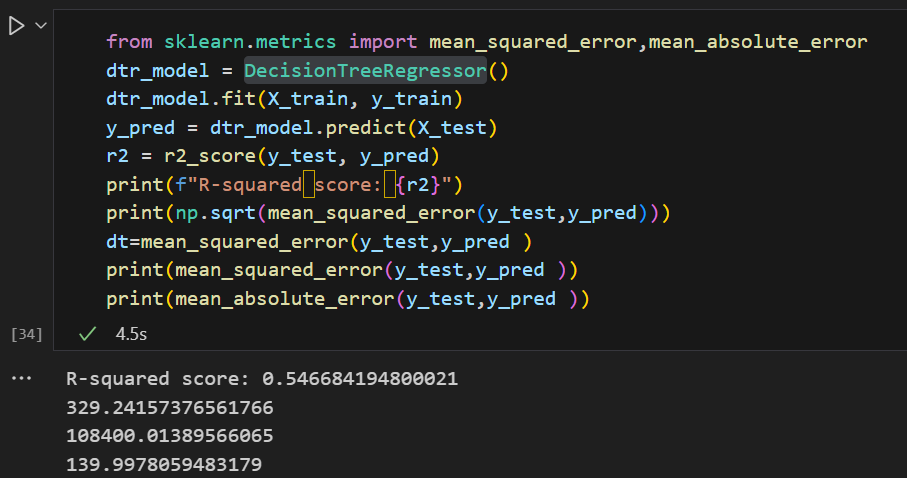 from sklearn.metrics import mean_squared_error,mean_absolute_error
dtr_model = DecisionTreeRegressor()
dtr_model.fit(X_train, y_train)
y_pred = dtr_model.predict(X_test)
r2 = r2_score(y_test, y_pred)
print(f"R-squared score: {r2}")
print(np.sqrt(mean_squared_error(y_test,y_pred)))
dt=mean_squared_error(y_test,y_pred )
print(mean_squared_error(y_test,y_pred ))
print(mean_absolute_error(y_test,y_pred ))
[34] 4.5s
R-squared score: 0.546684194800021
329.24157376561766
108400.01389566065
139.9978059483179